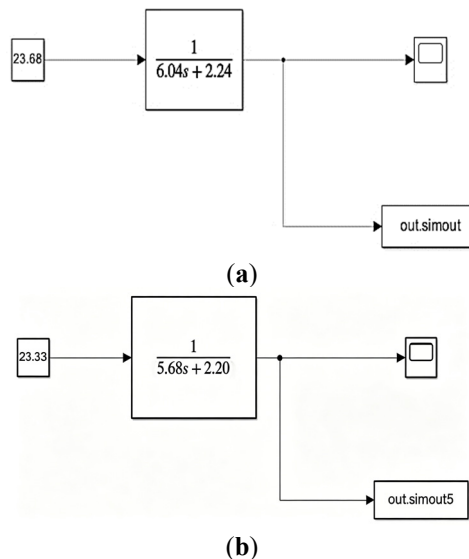 23.68
1
6.04s + 2.24
out.simout
(a)
23.33
1
5.68s + 2.20
out.simout5
(b)